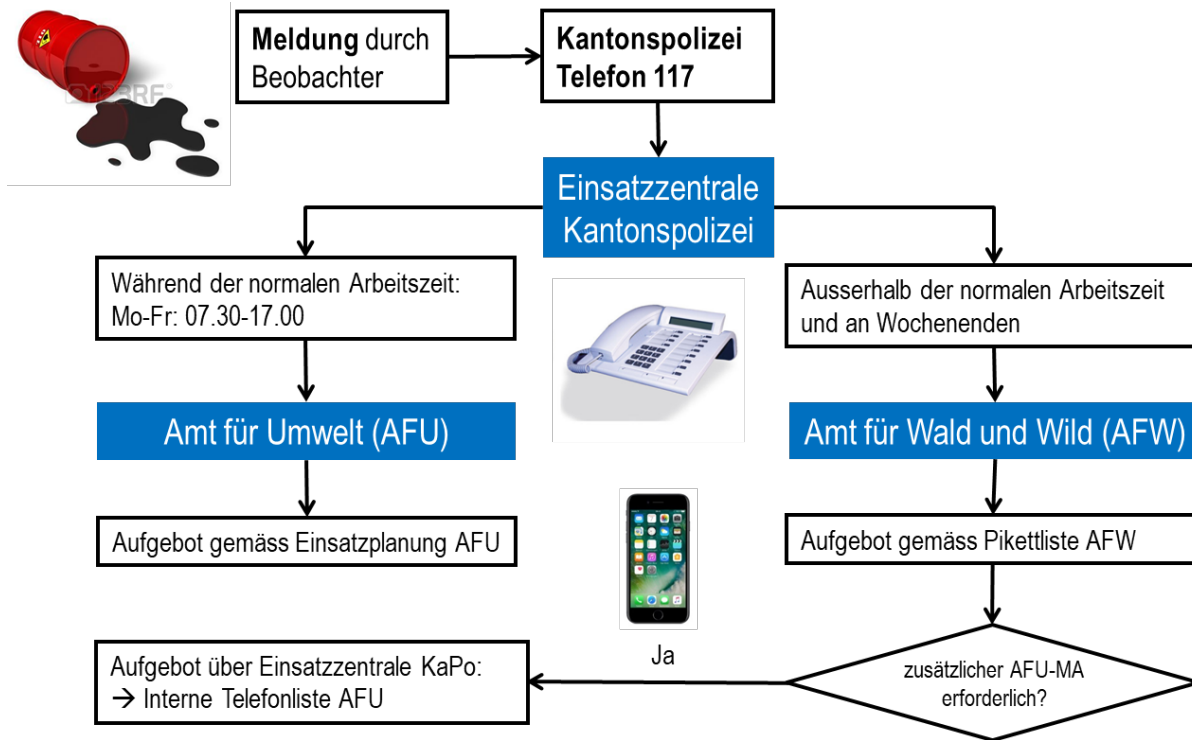 Meldung durch
Beobachter
Kantonspolizei
Telefon 117
Einsatzzentrale
Kantonspolizei
Während der normalen Arbeitszeit:
Mo-Fr: 07.30-17.00
Ausserhalb der normalen Arbeitszeit
und an Wochenenden
Amt für Umwelt (AFU)
Amt für Wald und Wild (AFW)
Aufgebot gemäss Einsatzplanung AFU
Aufgebot gemäss Pikettliste AFW
Ja
Aufgebot über Einsatzzentrale KaPo:
→ Interne Telefonliste AFU
zusätzlicher AFU-MA
erforderlich?